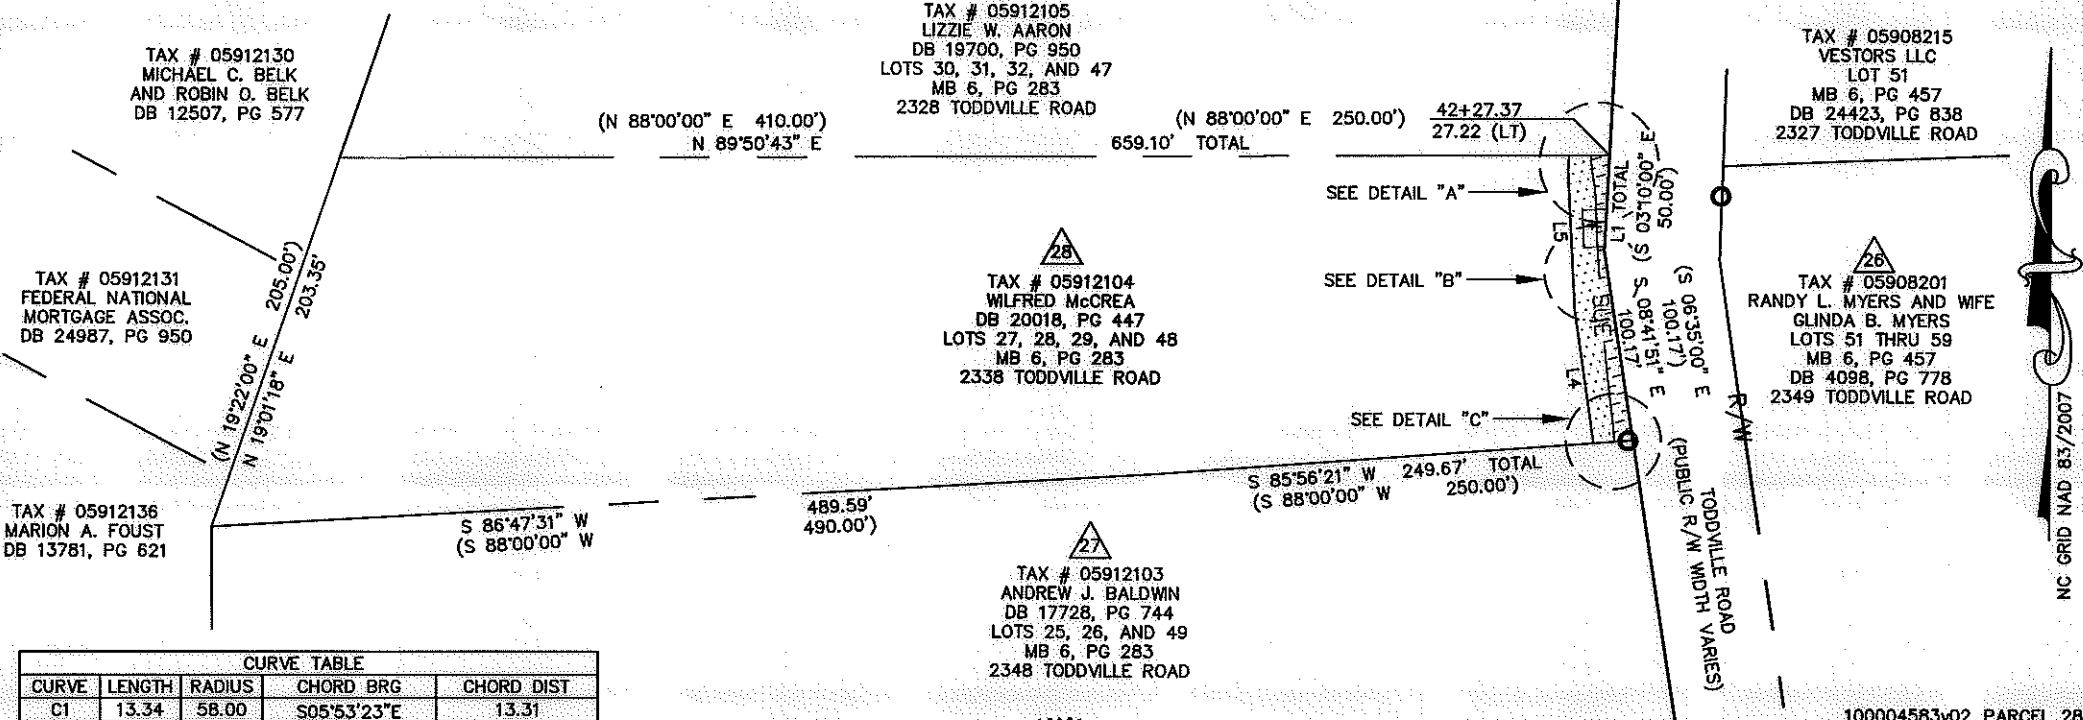 TAX # 05912130
MICHAEL C. BELK
AND ROBIN O. BELK
DB 12507, PG 577
TAX # 05912105
LIZZIE W. AARON
DB 19700, PG 950
LOTS 30, 31, 32, AND 47
MB 6, PG 283
2328 TODDVILLE ROAD
TAX # 05908215
VESTORS LLC
LOT 51
MB 6, PG 457
DB 24423, PG 838
2327 TODDVILLE ROAD
(N 88°00'00" E 410.00')
N 89°50'43" E
659.10' TOTAL
(N 88°00'00" E 250.00')
42+27.37
27.22 (LT)
SEE DETAIL "A"
SEE DETAIL "B"
SEE DETAIL "C"
L5
L4
SUE
L1 TOTAL
(S 03°10'00" E
50.00')
S 08°41'51" E
100.17'
(S 06°35'00" E
100.17')
R/W
TODDVILLE ROAD
(PUBLIC R/W WIDTH VARIES)
TAX # 05912131
FEDERAL NATIONAL
MORTGAGE ASSOC.
DB 24987, PG 950
(N 19°22'00" E 205.00')
N 19°01'18" E 203.35'
28
TAX # 05912104
WILFRED McCREA
DB 20018, PG 447
LOTS 27, 28, 29, AND 48
MB 6, PG 283
2338 TODDVILLE ROAD
26
TAX # 05908201
RANDY L. MYERS AND WIFE
GLINDA B. MYERS
LOTS 51 THRU 59
MB 6, PG 457
DB 4098, PG 778
2349 TODDVILLE ROAD
NC GRID NAD 83/2007
TAX # 05912136
MARION A. FOUST
DB 13781, PG 621
S 86°47'31" W 489.59'
(S 88°00'00" W 490.00')
S 85°56'21" W 249.67' TOTAL
(S 88°00'00" W 250.00')
27
TAX # 05912103
ANDREW J. BALDWIN
DB 17728, PG 744
LOTS 25, 26, AND 49
MB 6, PG 283
2348 TODDVILLE ROAD
CURVE TABLE
CURVE LENGTH RADIUS CHORD BRG CHORD DIST
C1 13.34 58.00 S05°53'23"E 13.31
100004583v02 PARCEL 28